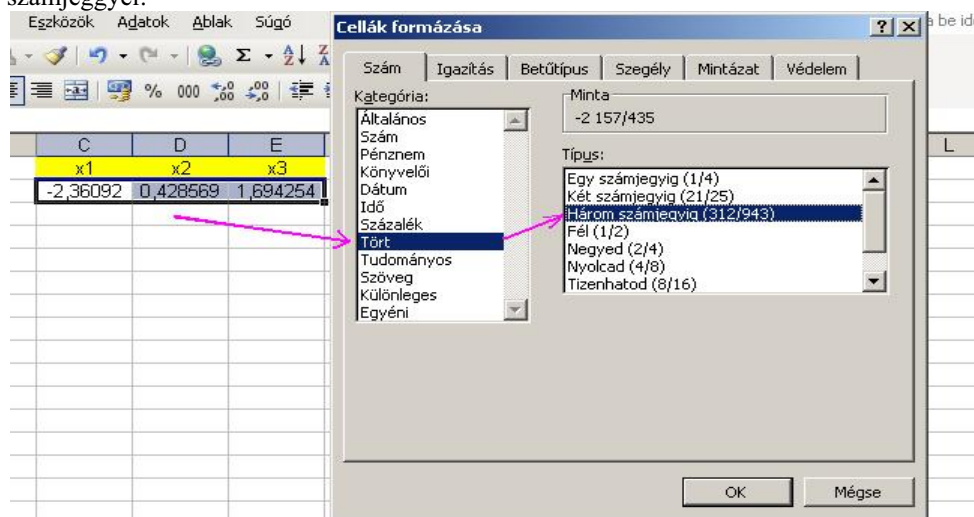 számjeggyel.
Eszközök Adatok Ablak Súgó
% 000
C D E
x1 x2 x3
-2,36092 0,428569 1,694254
Cellák formázása
Szám Igazítás Betűtípus Szegély Mintázat Védelem
Kategória:
Általános
Szám
Pénznem
Könyvelői
Dátum
Idő
Százalék
Tört
Tudományos
Szöveg
Különleges
Egyéni
Minta
-2 157/435
Típus:
Egy számjegyig (1/4)
Két számjegyig (21/25)
Három számjegyig (312/943)
Fél (1/2)
Negyed (2/4)
Nyolcad (4/8)
Tizenhatod (8/16)
OK Mégse
L